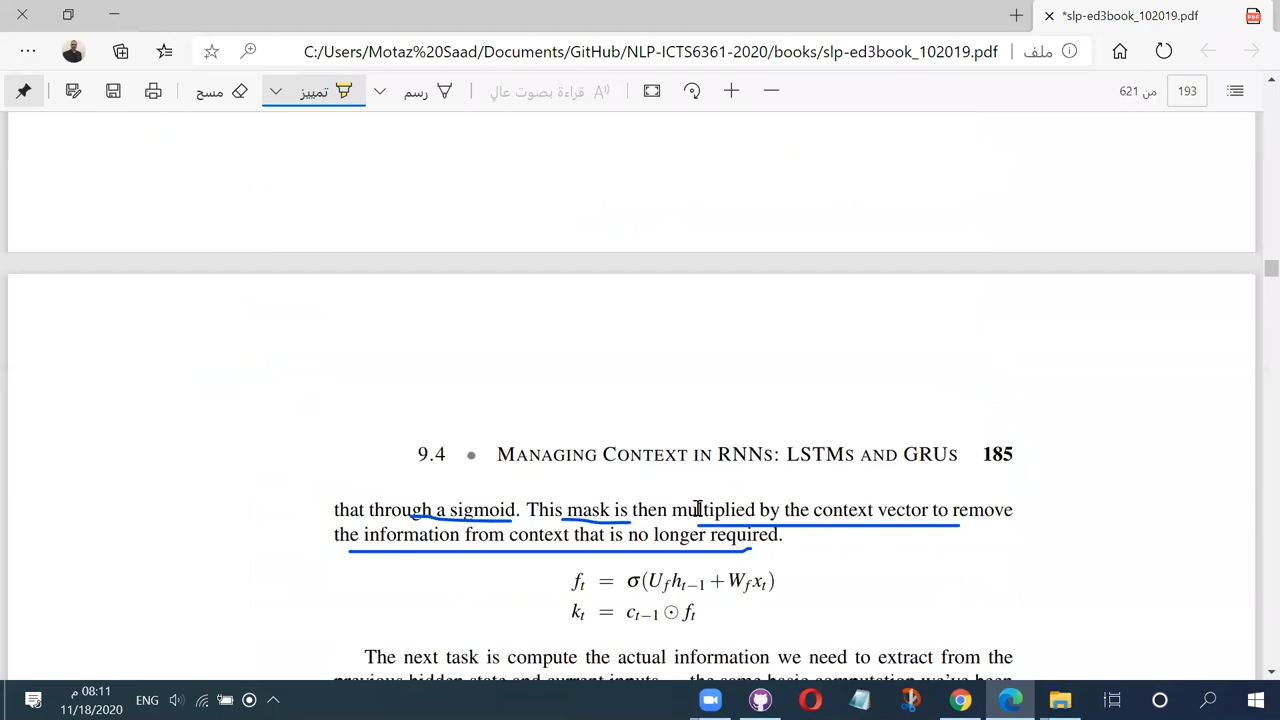 *slp-ed3book_102019.pdf
C:/Users/Motaz%20Saad/Documents/GitHub/NLP-ICTS6361-2020/books/slp-ed3book_102019.pdf ملف
193 من 621 قراءة بصوت عالٍ رسم تمييز مسح
9.4 • MANAGING CONTEXT IN RNNS: LSTMS AND GRUS 185
that through a sigmoid. This mask is then multiplied by the context vector to remove
the information from context that is no longer required.
f_t = σ(U_f h_{t−1} + W_f x_t)
k_t = c_{t−1} ⊙ f_t
The next task is compute the actual information we need to extract from the
previous hidden state and current inputs — the same basic computation we've been
08:11 م
ENG
11/18/2020